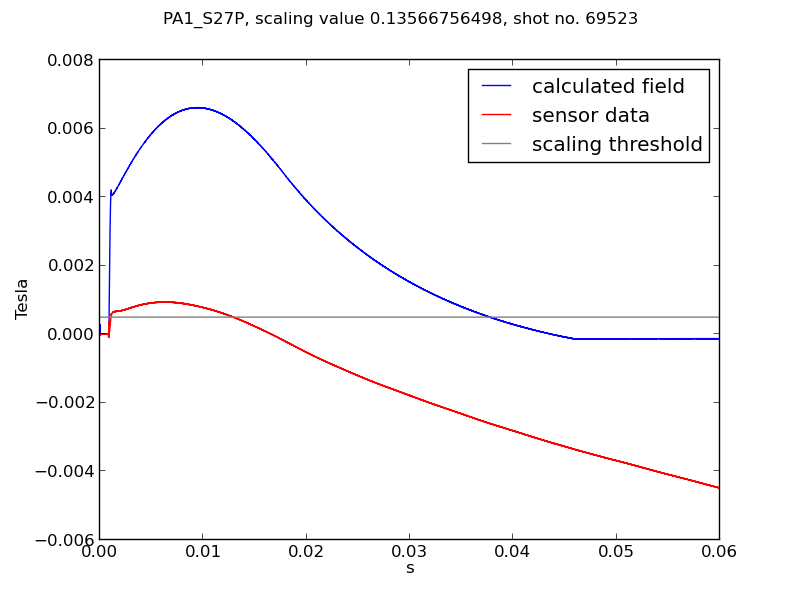 PA1_S27P, scaling value 0.13566756498, shot no. 69523
0.008
0.006
0.004
0.002
0.000
−0.002
−0.004
−0.006
Tesla
calculated field
sensor data
scaling threshold
0.00 0.01 0.02 0.03 0.04 0.05 0.06
s